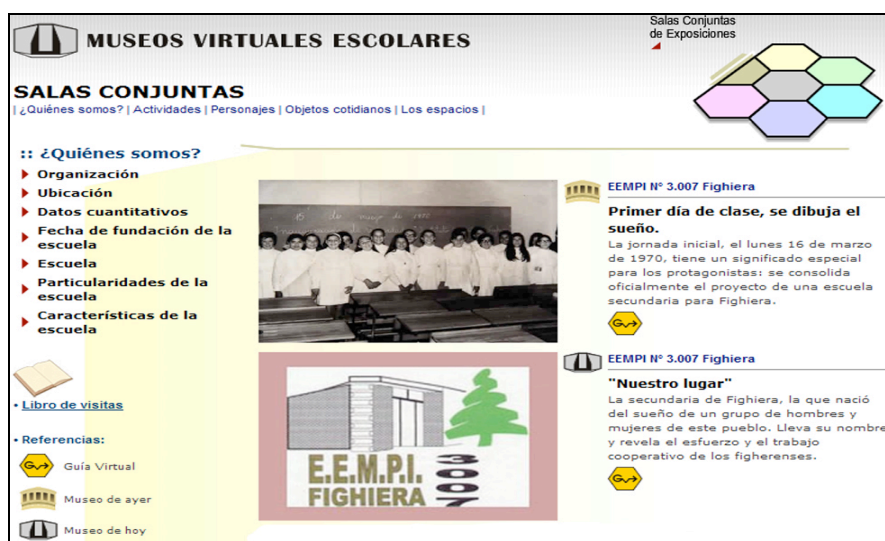 MUSEOS VIRTUALES ESCOLARES
Salas Conjuntas
de Exposiciones
SALAS CONJUNTAS
| ¿Quiénes somos? | Actividades | Personajes | Objetos cotidianos | Los espacios |
:: ¿Quiénes somos?
Organización
Ubicación
Datos cuantitativos
Fecha de fundación de la
escuela
Escuela
Particularidades de la
escuela
Características de la
escuela
• Libro de visitas
• Referencias:
Guía Virtual
Museo de ayer
Museo de hoy
de mayo de 1970
EEMPI Nº 3.007 Fighiera
Primer día de clase, se dibuja el
sueño.
La jornada inicial, el lunes 16 de marzo
de 1970, tiene un significado especial
para los protagonistas: se consolida
oficialmente el proyecto de una escuela
secundaria para Fighiera.
E.E.M.P.I.
FIGHIERA
3007
EEMPI Nº 3.007 Fighiera
"Nuestro lugar"
La secundaria de Fighiera, la que nació
del sueño de un grupo de hombres y
mujeres de este pueblo. Lleva su nombre
y revela el esfuerzo y el trabajo
cooperativo de los figherenses.